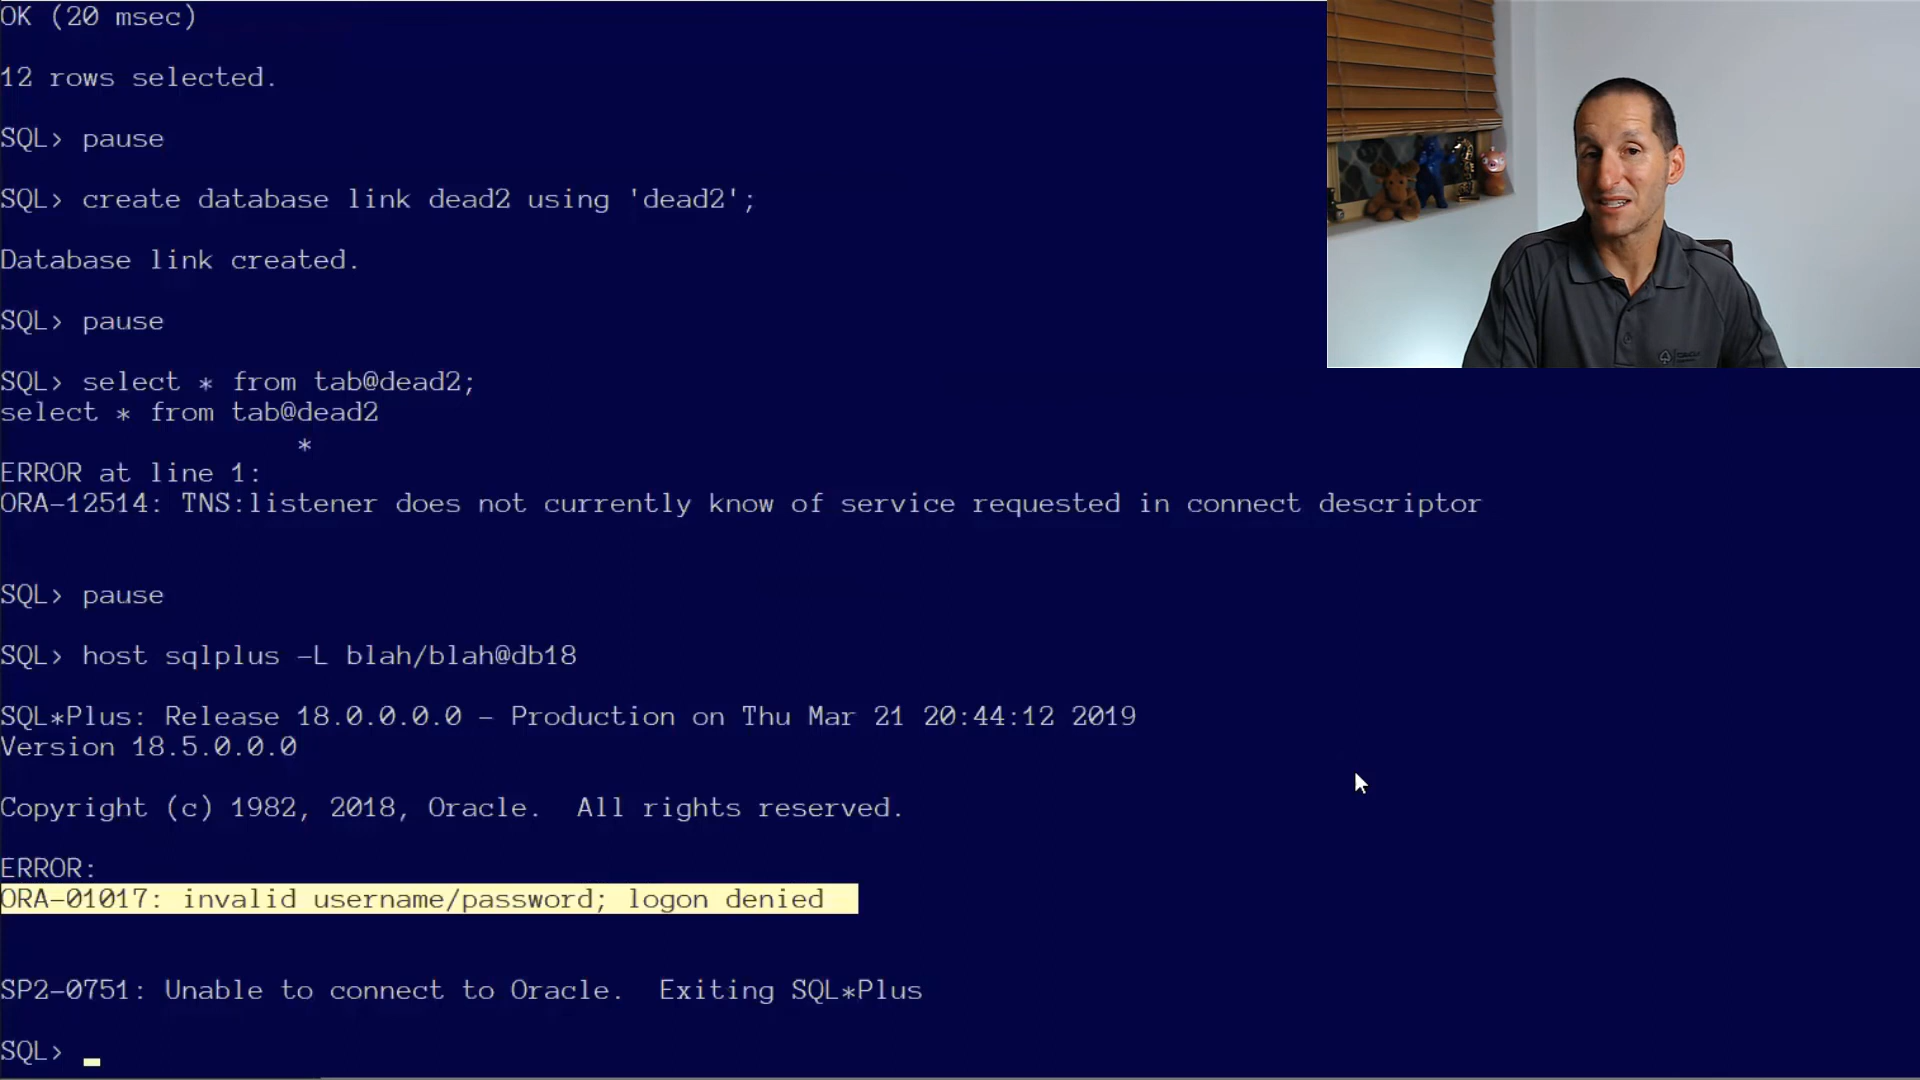 OK (20 msec)
12 rows selected.
SQL> pause
SQL> create database link dead2 using 'dead2';
Database link created.
SQL> pause
SQL> select * from tab@dead2;
select * from tab@dead2
*
ERROR at line 1:
ORA-12514: TNS:listener does not currently know of service requested in connect descriptor
SQL> pause
SQL> host sqlplus -L blah/blah@db18
SQL*Plus: Release 18.0.0.0.0 - Production on Thu Mar 21 20:44:12 2019
Version 18.5.0.0.0
Copyright (c) 1982, 2018, Oracle.  All rights reserved.
ERROR:
ORA-01017: invalid username/password; logon denied
SP2-0751: Unable to connect to Oracle.  Exiting SQL*Plus
SQL>